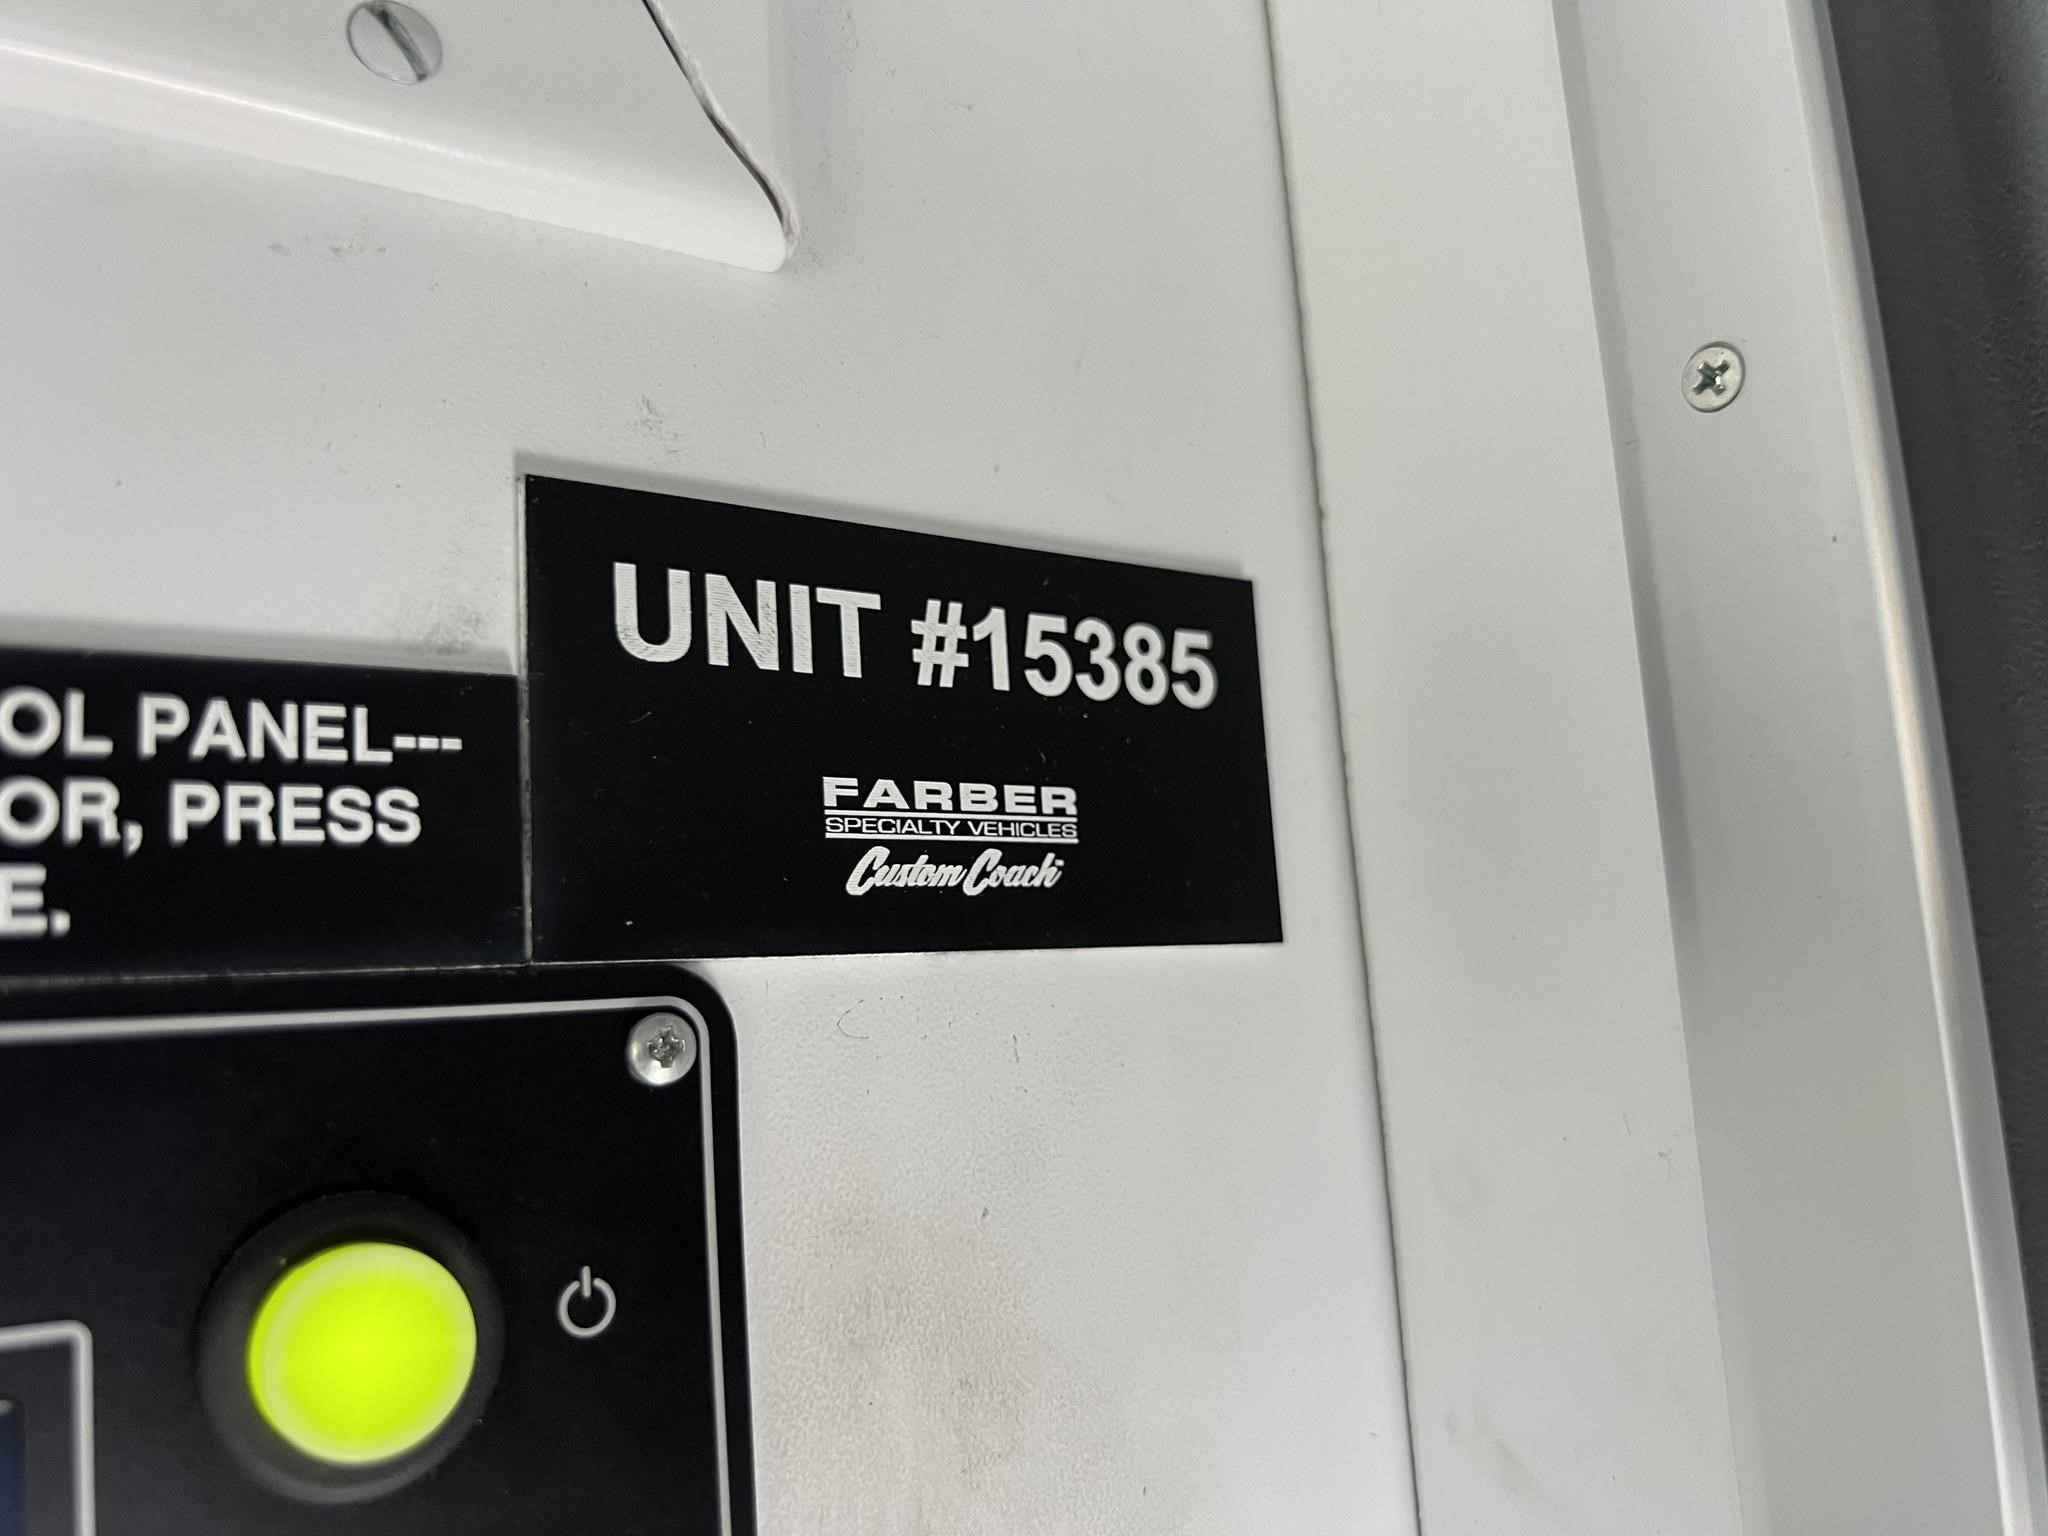 UNIT #15385
FARBER
SPECIALTY VEHICLES
Custom Coach
OL PANEL---
OR, PRESS
E.